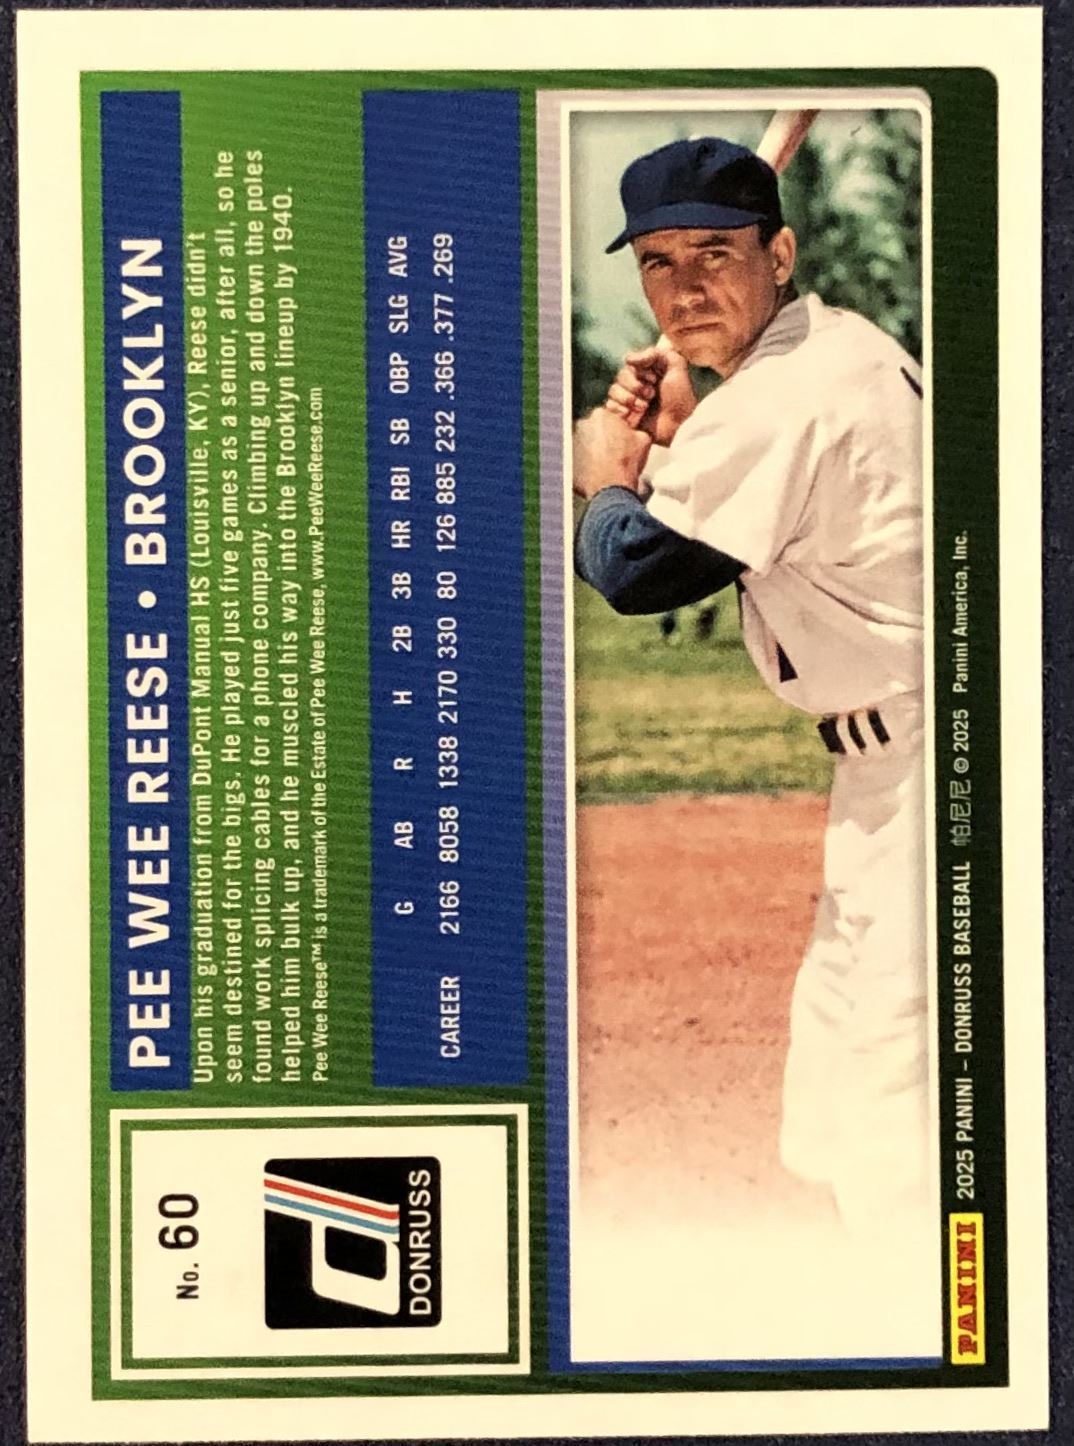 No. 60
DONRUSS
PEE WEE REESE • BROOKLYN
Upon his graduation from DuPont Manual HS (Louisville, KY), Reese didn't
seem destined for the bigs. He played just five games as a senior, after all, so he
found work splicing cables for a phone company. Climbing up and down the poles
helped him bulk up, and he muscled his way into the Brooklyn lineup by 1940.
Pee Wee Reese™ is a trademark of the Estate of Pee Wee Reese, www.PeeWeeReese.com
G AB R H 2B 3B HR RBI SB OBP SLG AVG
CAREER 2166 8058 1338 2170 330 80 126 885 232 .366 .377 .269
PANINI 2025 PANINI – DONRUSS BASEBALL 帕尼尼 © 2025 Panini America, Inc.